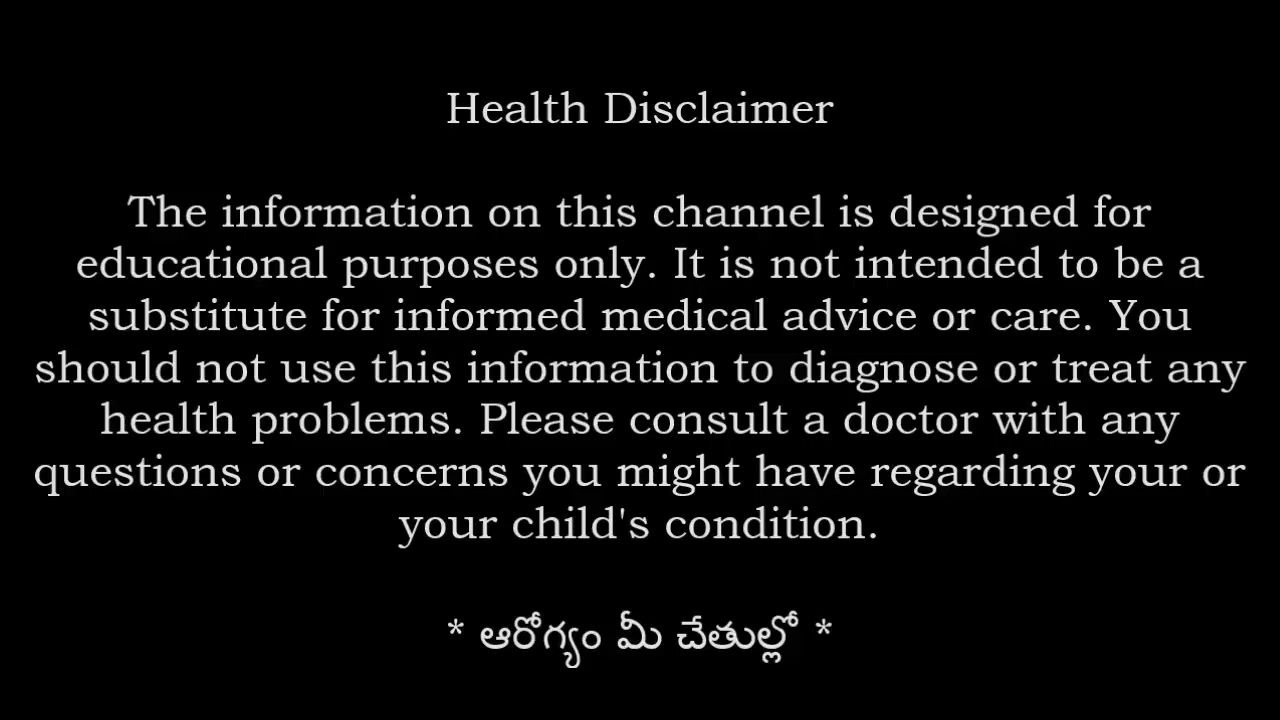 Health Disclaimer
The information on this channel is designed for
educational purposes only. It is not intended to be a
substitute for informed medical advice or care. You
should not use this information to diagnose or treat any
health problems. Please consult a doctor with any
questions or concerns you might have regarding your or
your child's condition.
* ఆరోగ్యం మీ చేతుల్లో *